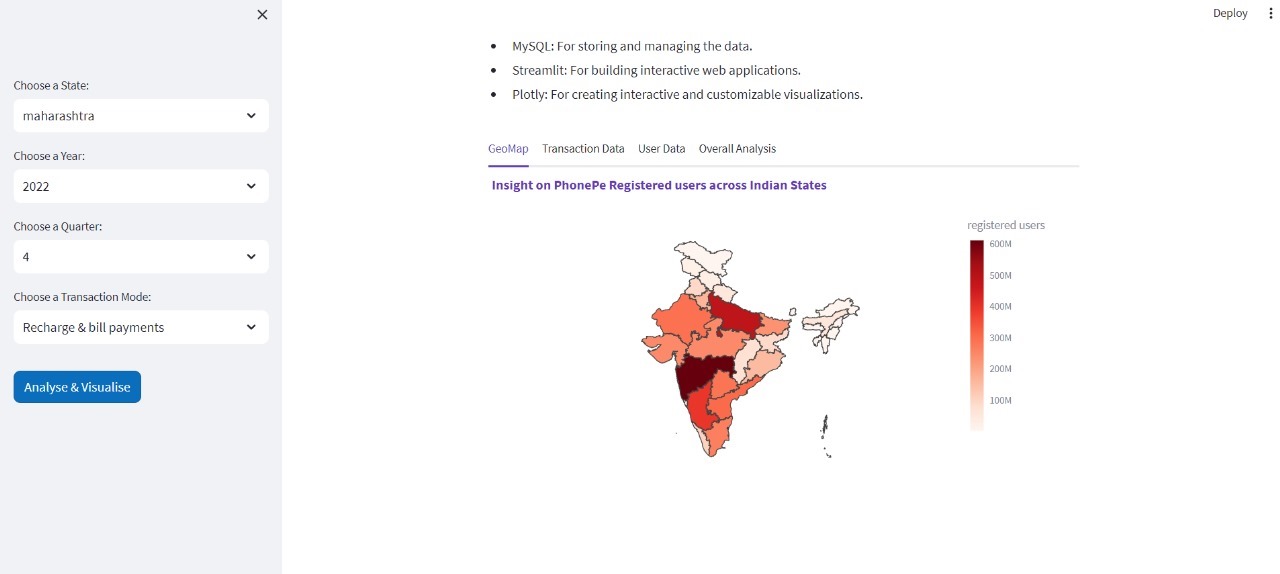 Deploy
Choose a State:
maharashtra
Choose a Year:
2022
Choose a Quarter:
4
Choose a Transaction Mode:
Recharge & bill payments
Analyse & Visualise
• MySQL: For storing and managing the data.
• Streamlit: For building interactive web applications.
• Plotly: For creating interactive and customizable visualizations.
GeoMap Transaction Data User Data Overall Analysis
Insight on PhonePe Registered users across Indian States
registered users
600M
500M
400M
300M
200M
100M